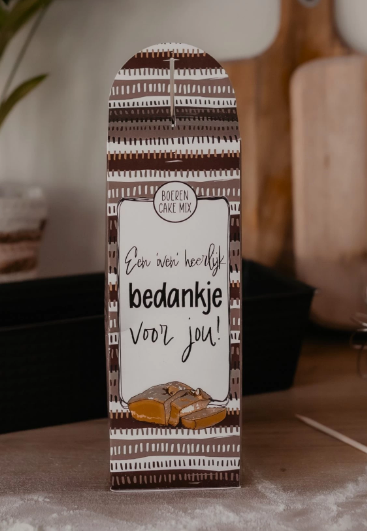 BOEREN
CAKE MIX
Een 'oven' heerlijk
bedankje
voor jou!